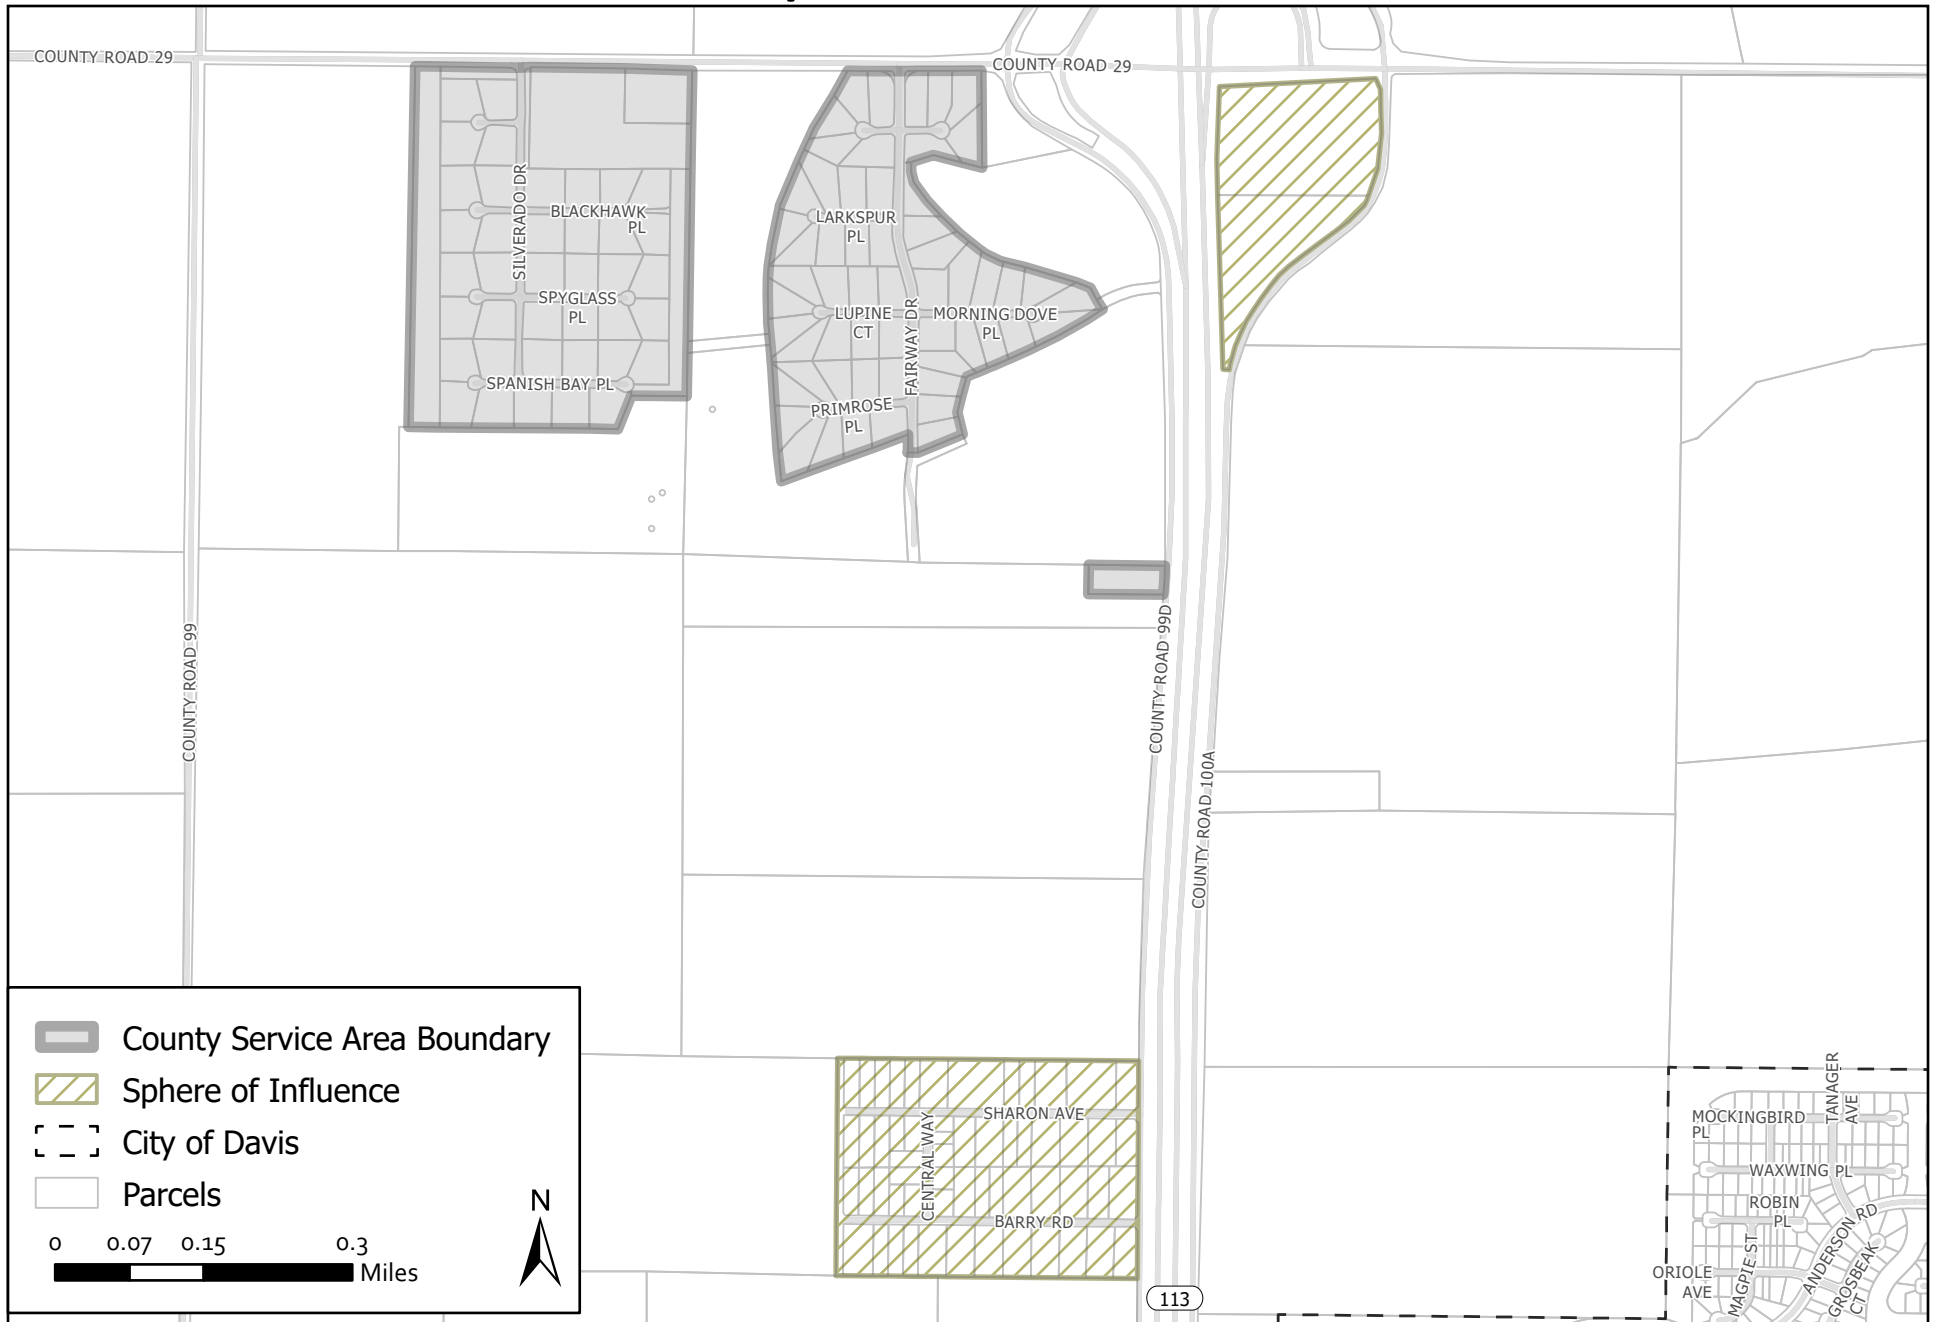 COUNTY ROAD 29
COUNTY ROAD 29
SILVERADO DR
BLACKHAWK
PL
SPYGLASS
PL
SPANISH BAY PL
LARKSPUR
PL
LUPINE
CT
FAIRWAY DR
MORNING DOVE
PL
PRIMROSE
PL
COUNTY ROAD 99
COUNTY ROAD 99D
COUNTY ROAD 100A
SHARON AVE
CENTRAL WAY
BARRY RD
113
MOCKINGBIRD
PL
TANAGER
AVE
WAXWING PL
ROBIN
PL
ANDERSON RD
ORIOLE
AVE
MAGPIE ST
GROSBEAK
CT
County Service Area Boundary
Sphere of Influence
City of Davis
Parcels
N
0 0.07 0.15 0.3
Miles